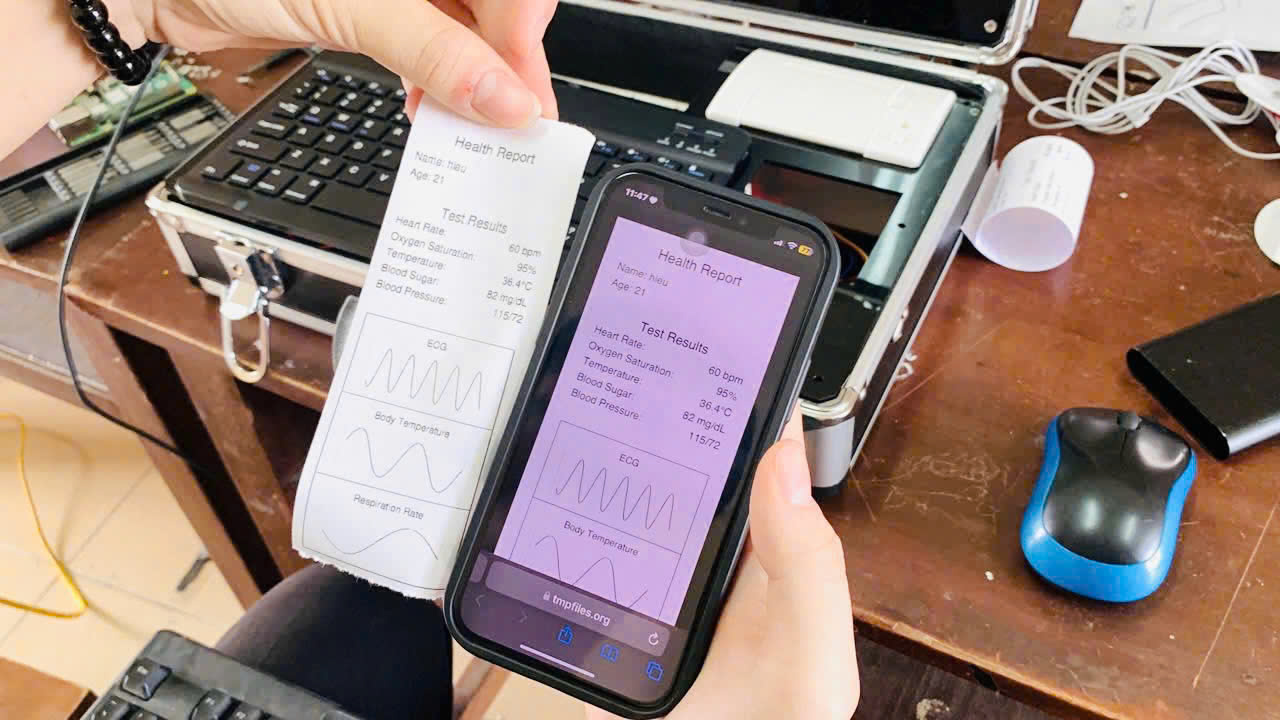 Health Report
Name: hieu
Age: 21
Test Results
Heart Rate: 60 bpm
Oxygen Saturation: 95%
Temperature: 36.4°C
Blood Sugar: 82 mg/dL
Blood Pressure: 115/72
ECG
Body Temperature
Respiration Rate
11:47
77
Health Report
Name: hieu
Age: 21
Test Results
Heart Rate: 60 bpm
Oxygen Saturation: 95%
Temperature: 36.4°C
Blood Sugar: 82 mg/dL
Blood Pressure: 115/72
ECG
Body Temperature
tmpfiles.org